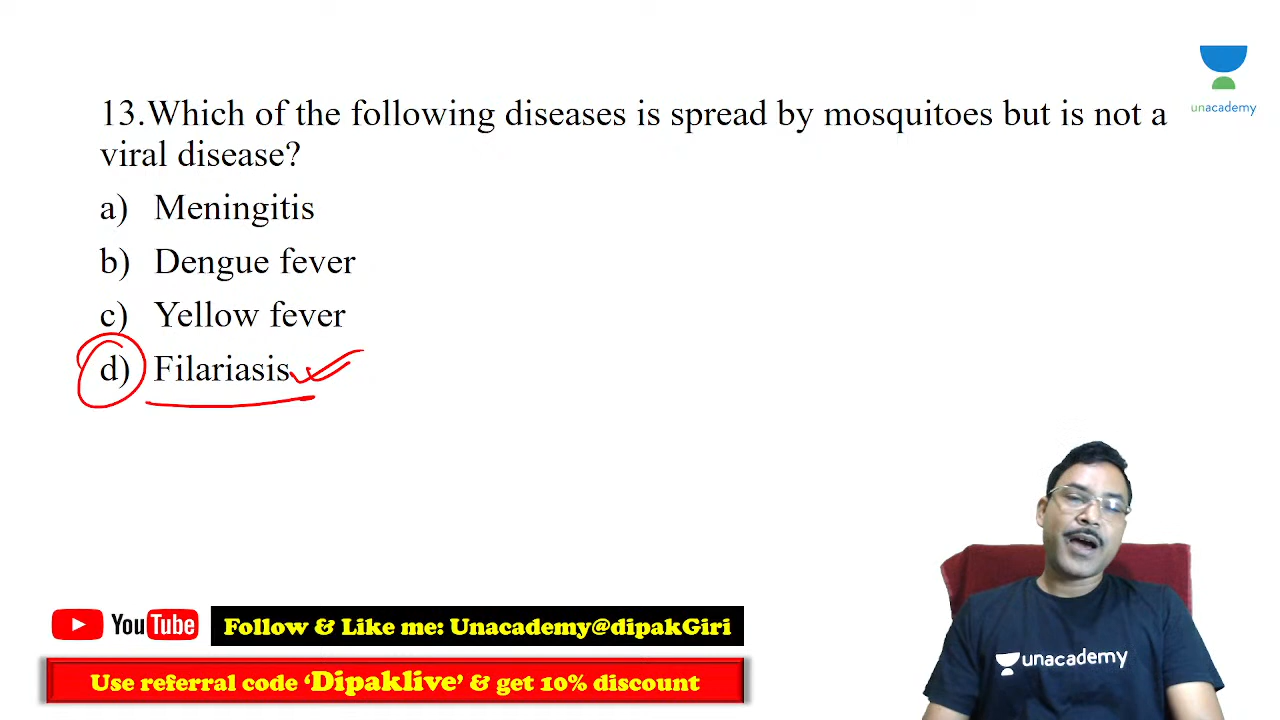 unacademy
13.Which of the following diseases is spread by mosquitoes but is not a
viral disease?
a) Meningitis
b) Dengue fever
c) Yellow fever
d) Filariasis
unacademy
YouTube Follow & Like me: Unacademy@dipakGiri
Use referral code ‘Dipaklive’ & get 10% discount